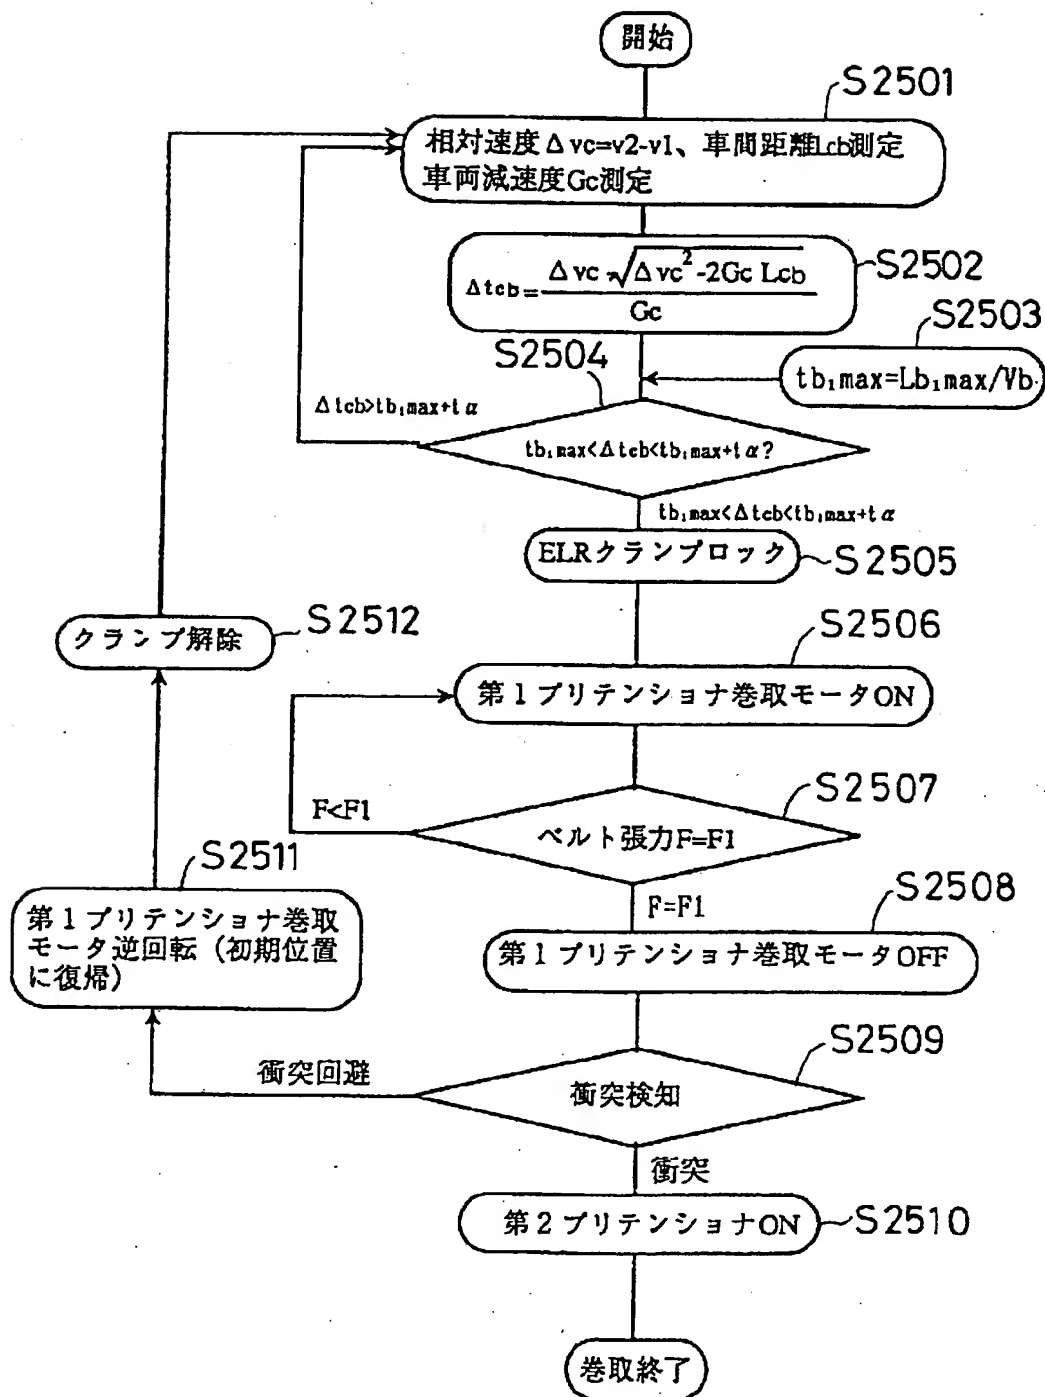 開始
S2501
相対速度Δvc=v2-v1、車間距離Lcb測定
車両減速度Gc測定
S2502
Δtcb=(Δvc-√(Δvc²-2Gc Lcb))/Gc
S2503
tb₁max=Lb₁max/Vb
S2504
Δtcb>tb₁max+tα
tb₁max<Δtcb<tb₁max+tα?
tb₁max<Δtcb<tb₁max+tα
ELRクランプロック
S2505
クランプ解除
S2512
S2506
第1プリテンショナ巻取モータON
S2507
F<F1
ベルト張力F=F1
S2511
F=F1
S2508
第1プリテンショナ巻取
モータ逆回転(初期位置
に復帰)
第1プリテンショナ巻取モータOFF
S2509
衝突回避
衝突検知
衝突
第2プリテンショナON
S2510
巻取終了